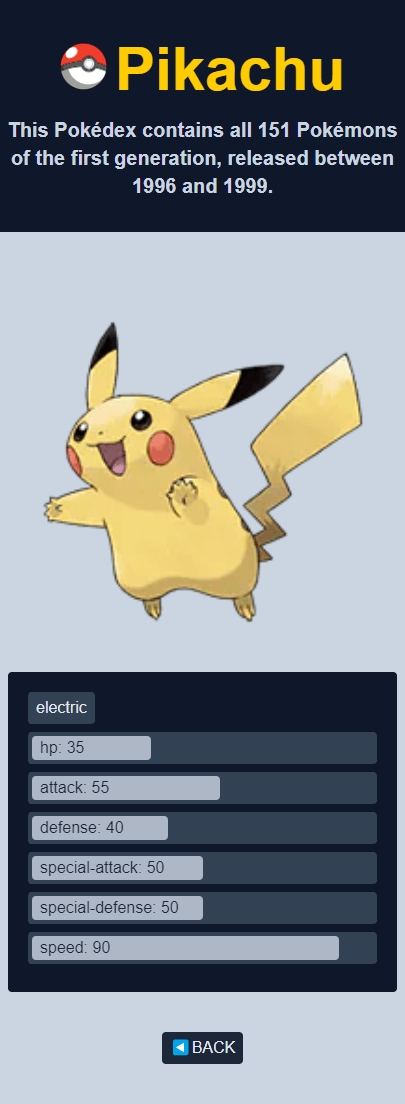 Pikachu
This Pokédex contains all 151 Pokémons
of the first generation, released between
1996 and 1999.
electric
hp: 35
attack: 55
defense: 40
special-attack: 50
special-defense: 50
speed: 90
BACK